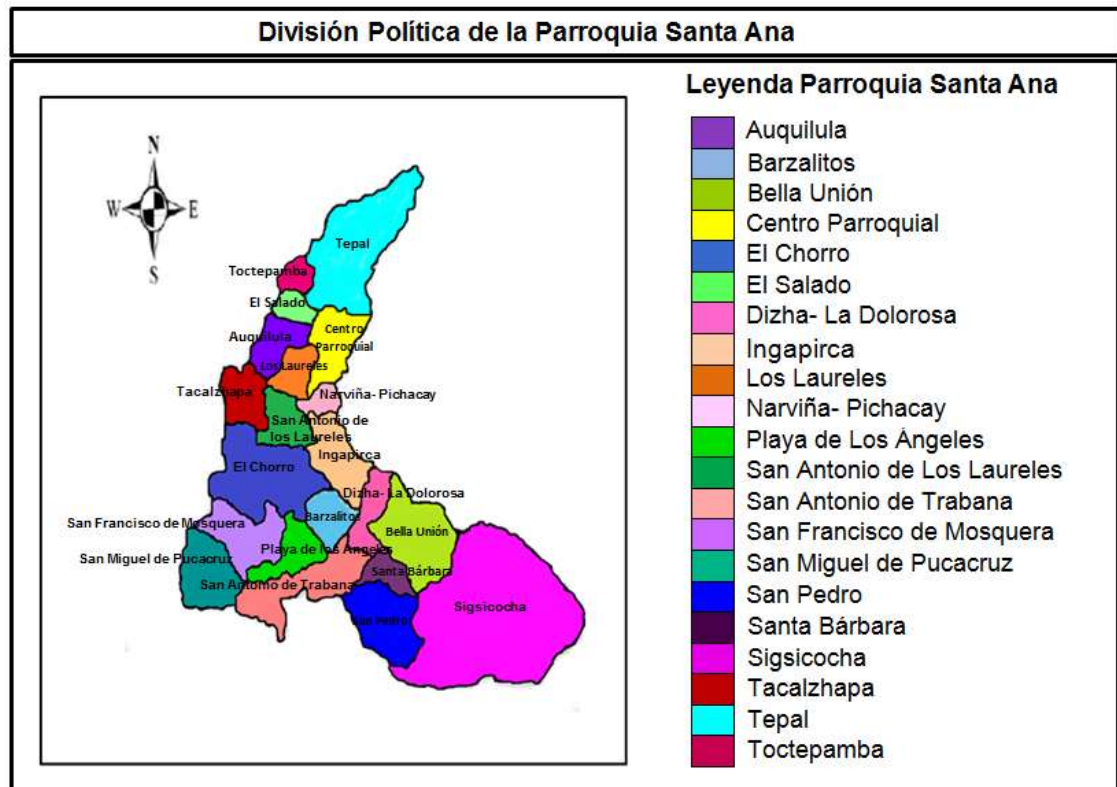 División Política de la Parroquia Santa Ana
Leyenda Parroquia Santa Ana
N
W
E
S
Tepal
Toctepamba
El Salado
Auquilula
Centro
Parroquial
Los Laureles
Tacalzhapa
Narviña- Pichacay
San Antonio de
los Laureles
Ingapirca
El Chorro
Dizha- La Dolorosa
Barzalitos
San Francisco de Mosquera
Bella Unión
Playa de los Angeles
San Miguel de Pucacruz
Santa Bárbara
San Antonio de Trabana
Sigsicocha
San Pedro
Auquilula
Barzalitos
Bella Unión
Centro Parroquial
El Chorro
El Salado
Dizha- La Dolorosa
Ingapirca
Los Laureles
Narviña- Pichacay
Playa de Los Ángeles
San Antonio de Los Laureles
San Antonio de Trabana
San Francisco de Mosquera
San Miguel de Pucacruz
San Pedro
Santa Bárbara
Sigsicocha
Tacalzhapa
Tepal
Toctepamba